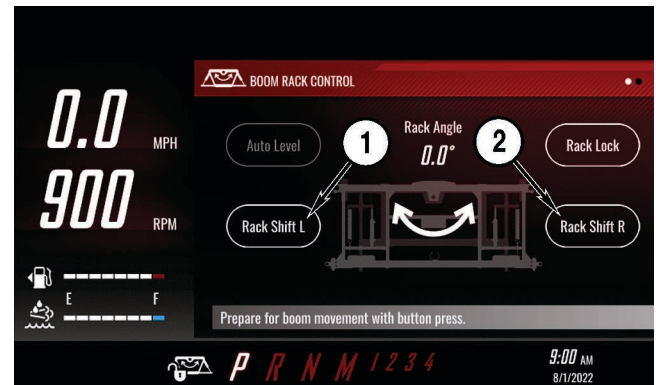 BOOM RACK CONTROL
0.0 MPH
900 RPM
E F
Auto Level
1
Rack Angle
0.0°
2
Rack Lock
Rack Shift L
Rack Shift R
Prepare for boom movement with button press.
P R N M 1 2 3 4
9:00 AM
8/1/2022